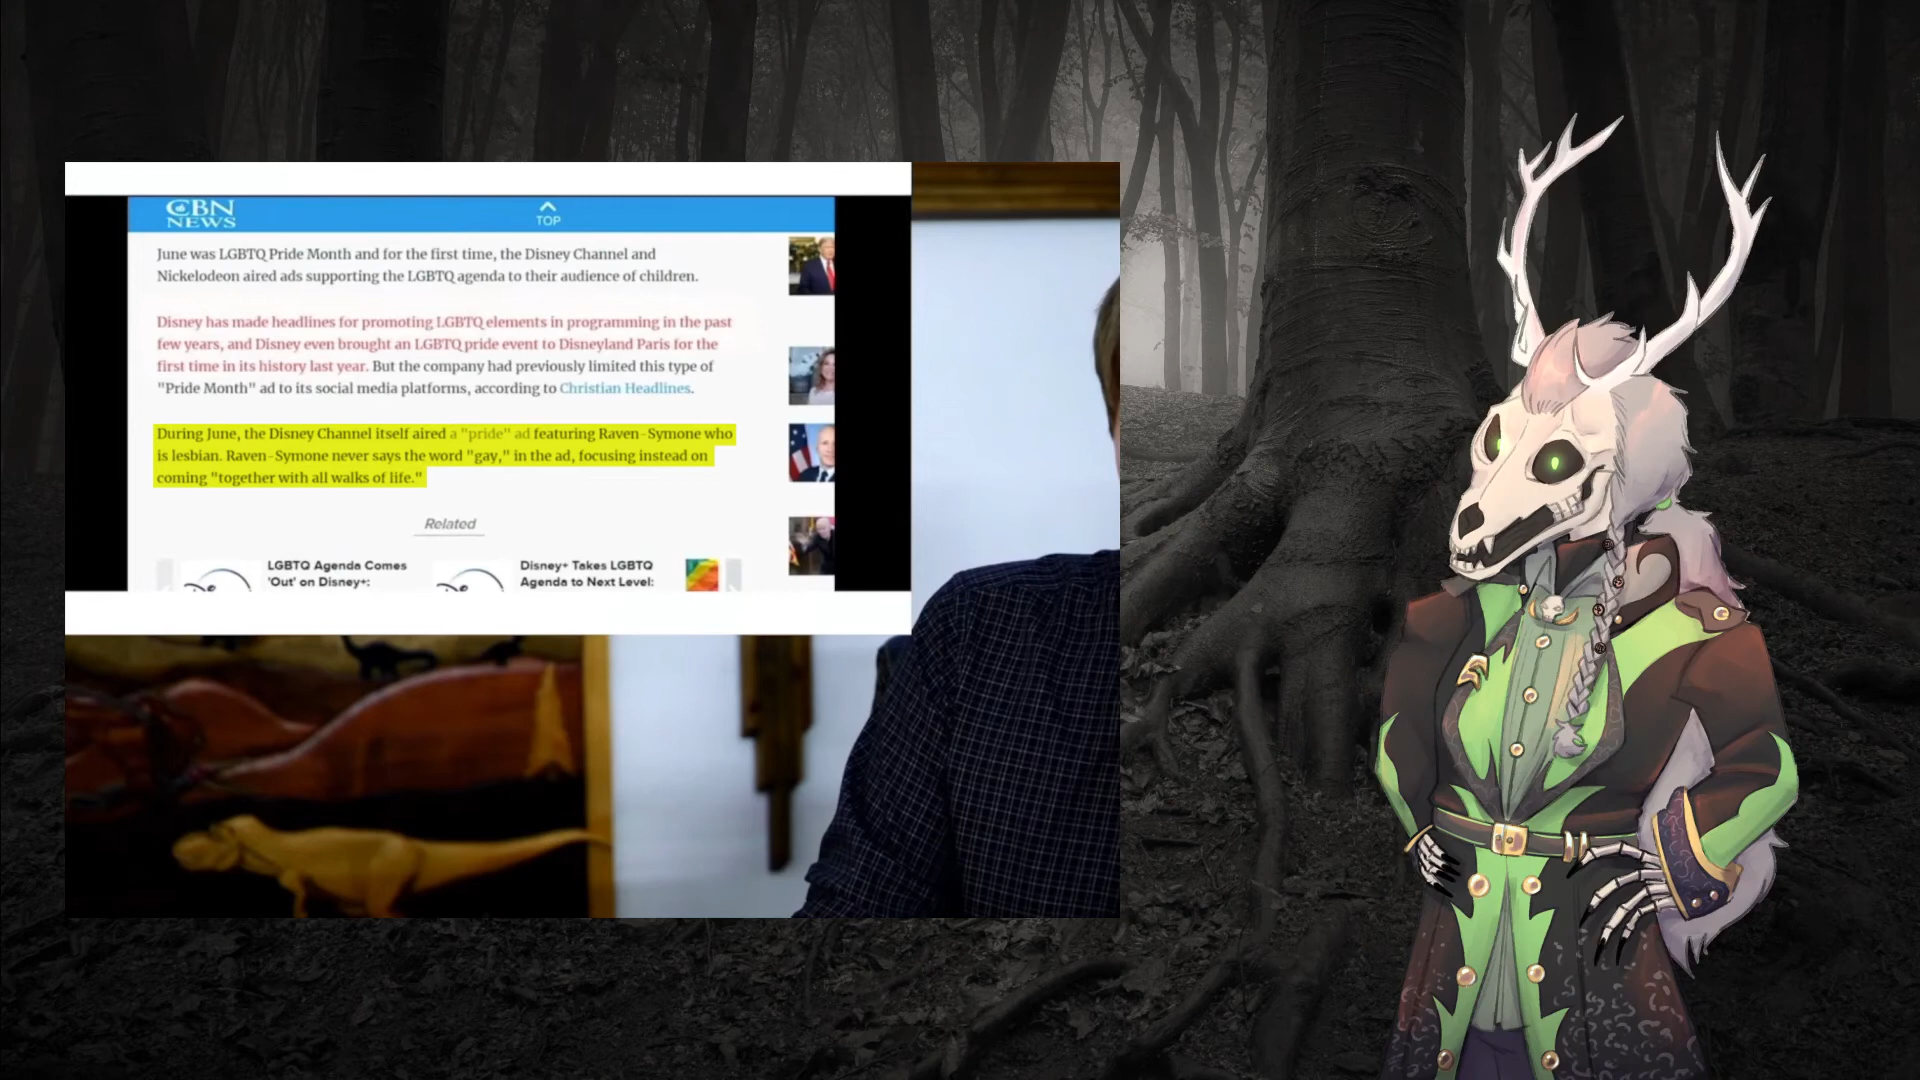 CBN
NEWS
TOP
June was LGBTQ Pride Month and for the first time, the Disney Channel and
Nickelodeon aired ads supporting the LGBTQ agenda to their audience of children.
Disney has made headlines for promoting LGBTQ elements in programming in the past
few years, and Disney even brought an LGBTQ pride event to Disneyland Paris for the
first time in its history last year. But the company had previously limited this type of
"Pride Month" ad to its social media platforms, according to Christian Headlines.
During June, the Disney Channel itself aired a "pride" ad featuring Raven-Symone who
is lesbian. Raven-Symone never says the word "gay," in the ad, focusing instead on
coming "together with all walks of life."
Related
LGBTQ Agenda Comes
'Out' on Disney+:
Disney+ Takes LGBTQ
Agenda to Next Level: